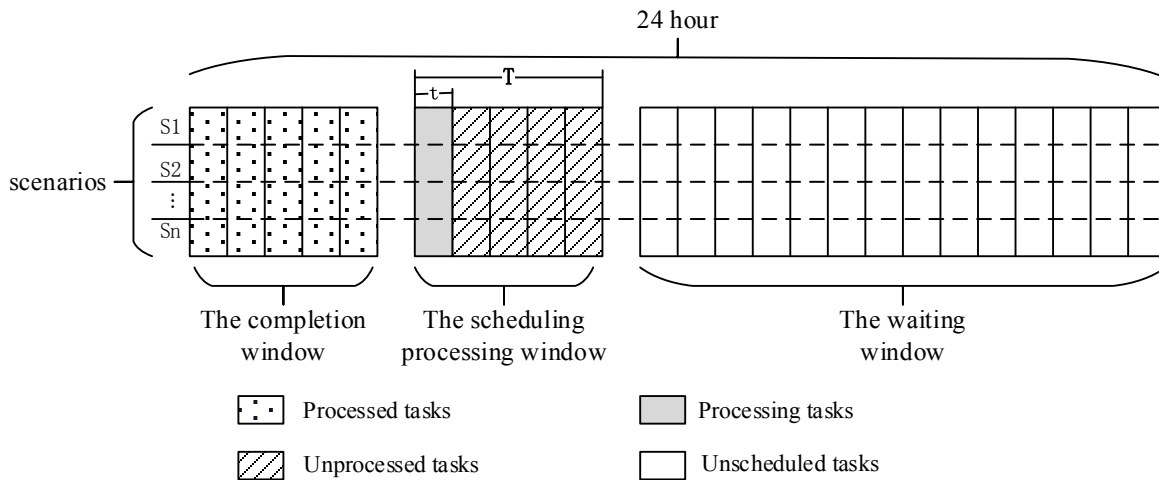 24 hour
T
t
S1
scenarios
S2
...
Sn
The completion
window
The scheduling
processing window
The waiting
window
Processed tasks
Processing tasks
Unprocessed tasks
Unscheduled tasks